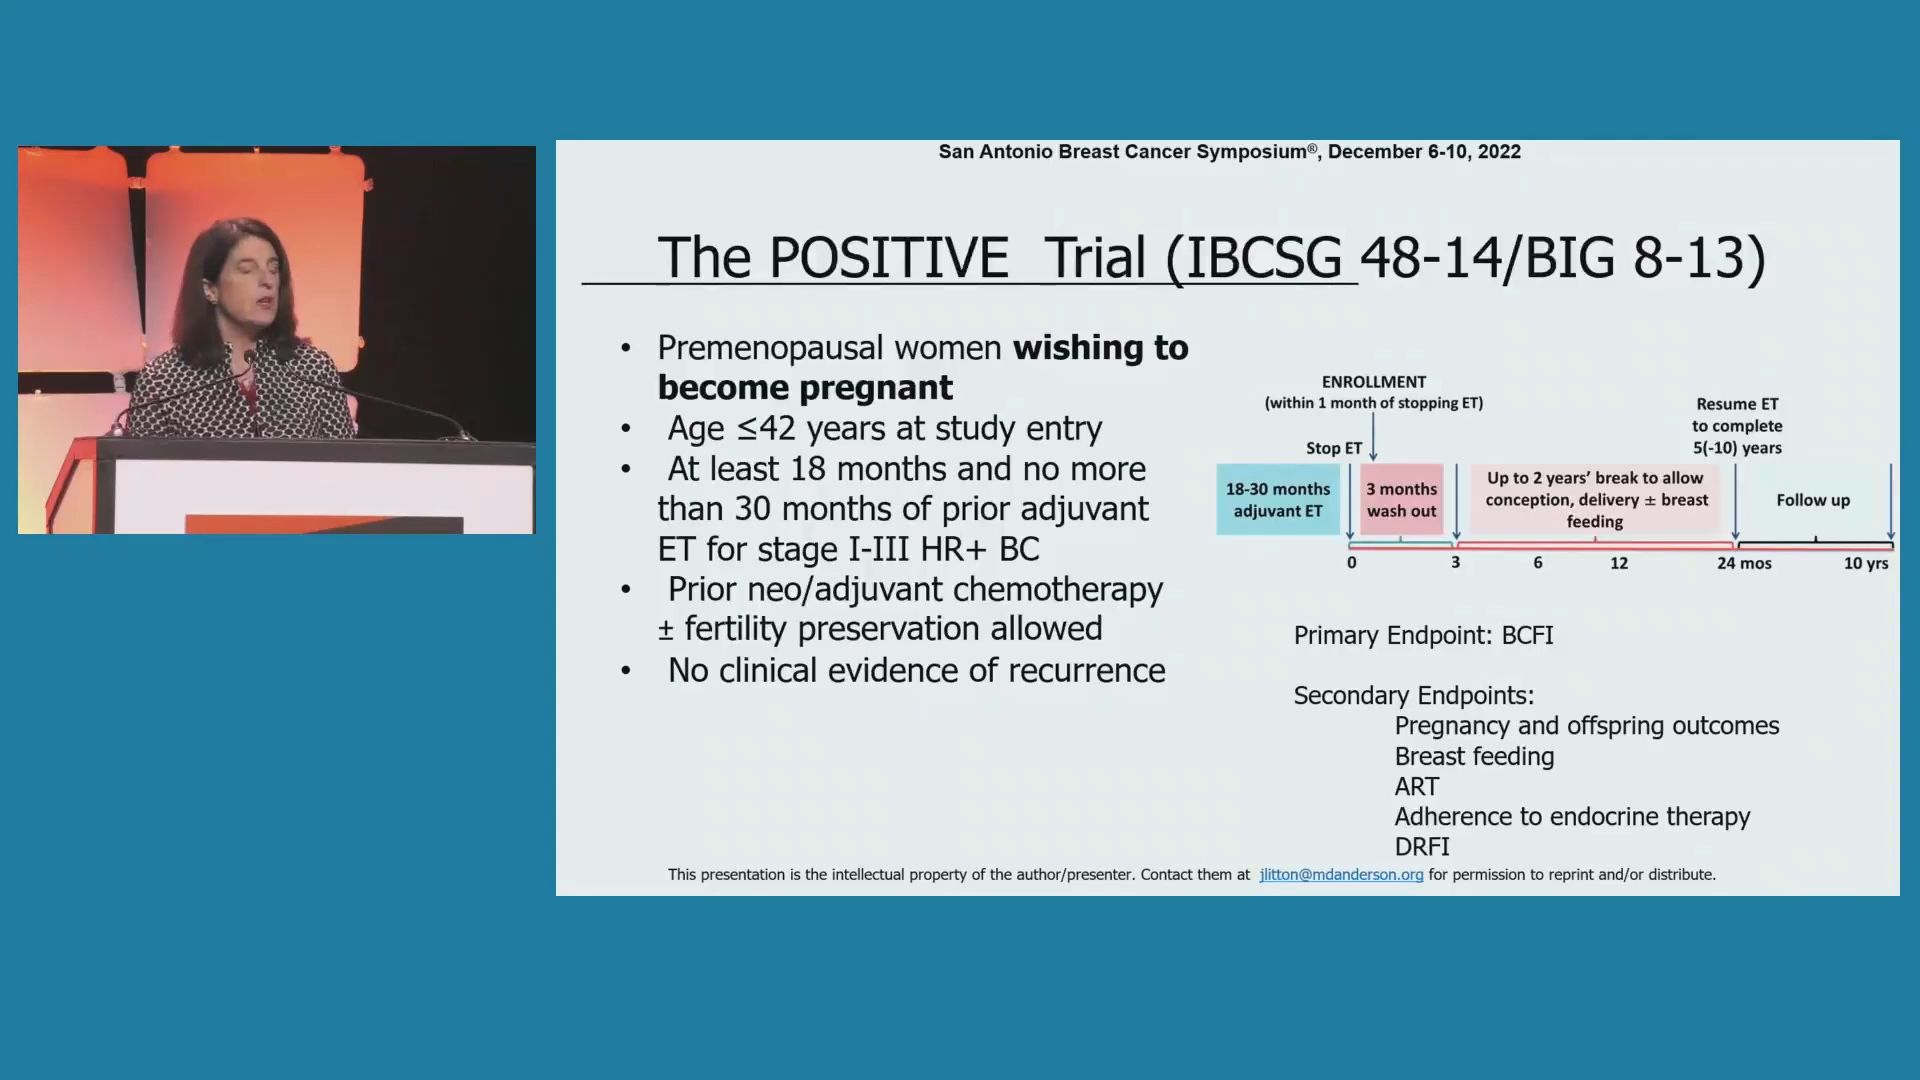 San Antonio Breast Cancer Symposium®, December 6-10, 2022
The POSITIVE Trial (IBCSG 48-14/BIG 8-13)
• Premenopausal women wishing to
become pregnant
• Age ≤42 years at study entry
• At least 18 months and no more
than 30 months of prior adjuvant
ET for stage I-III HR+ BC
• Prior neo/adjuvant chemotherapy
± fertility preservation allowed
• No clinical evidence of recurrence
ENROLLMENT
(within 1 month of stopping ET)
Stop ET
Resume ET
to complete
5(-10) years
18-30 months
adjuvant ET
3 months
wash out
Up to 2 years’ break to allow
conception, delivery ± breast
feeding
Follow up
0 3 6 12 24 mos 10 yrs
Primary Endpoint: BCFI
Secondary Endpoints:
Pregnancy and offspring outcomes
Breast feeding
ART
Adherence to endocrine therapy
DRFI
This presentation is the intellectual property of the author/presenter. Contact them at jlitton@mdanderson.org for permission to reprint and/or distribute.